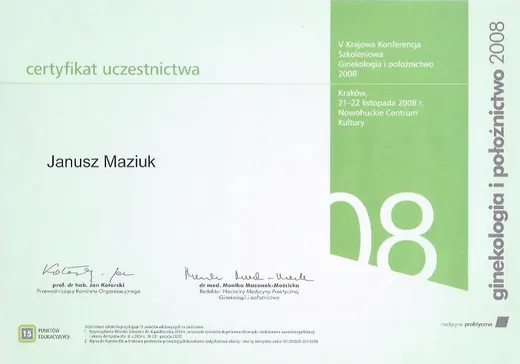 certyfikat uczestnictwa
V Krajowa Konferencja
Szkoleniowa
Ginekologia i położnictwo
2008
Kraków,
21–22 listopada 2008 r.
Nowohuckie Centrum
Kultury
ginekologia i położnictwo 2008
Janusz Maziuk
08
prof. dr hab. Jan Kotarski
Przewodniczący Komitetu Organizacyjnego
dr med. Monika Mazanek-Mościcka
Redaktor Naczelny Medycyny Praktycznej
Ginekologii i położnictwa
15
PUNKTÓW
EDUKACYJNYCH
medycyna praktyczna